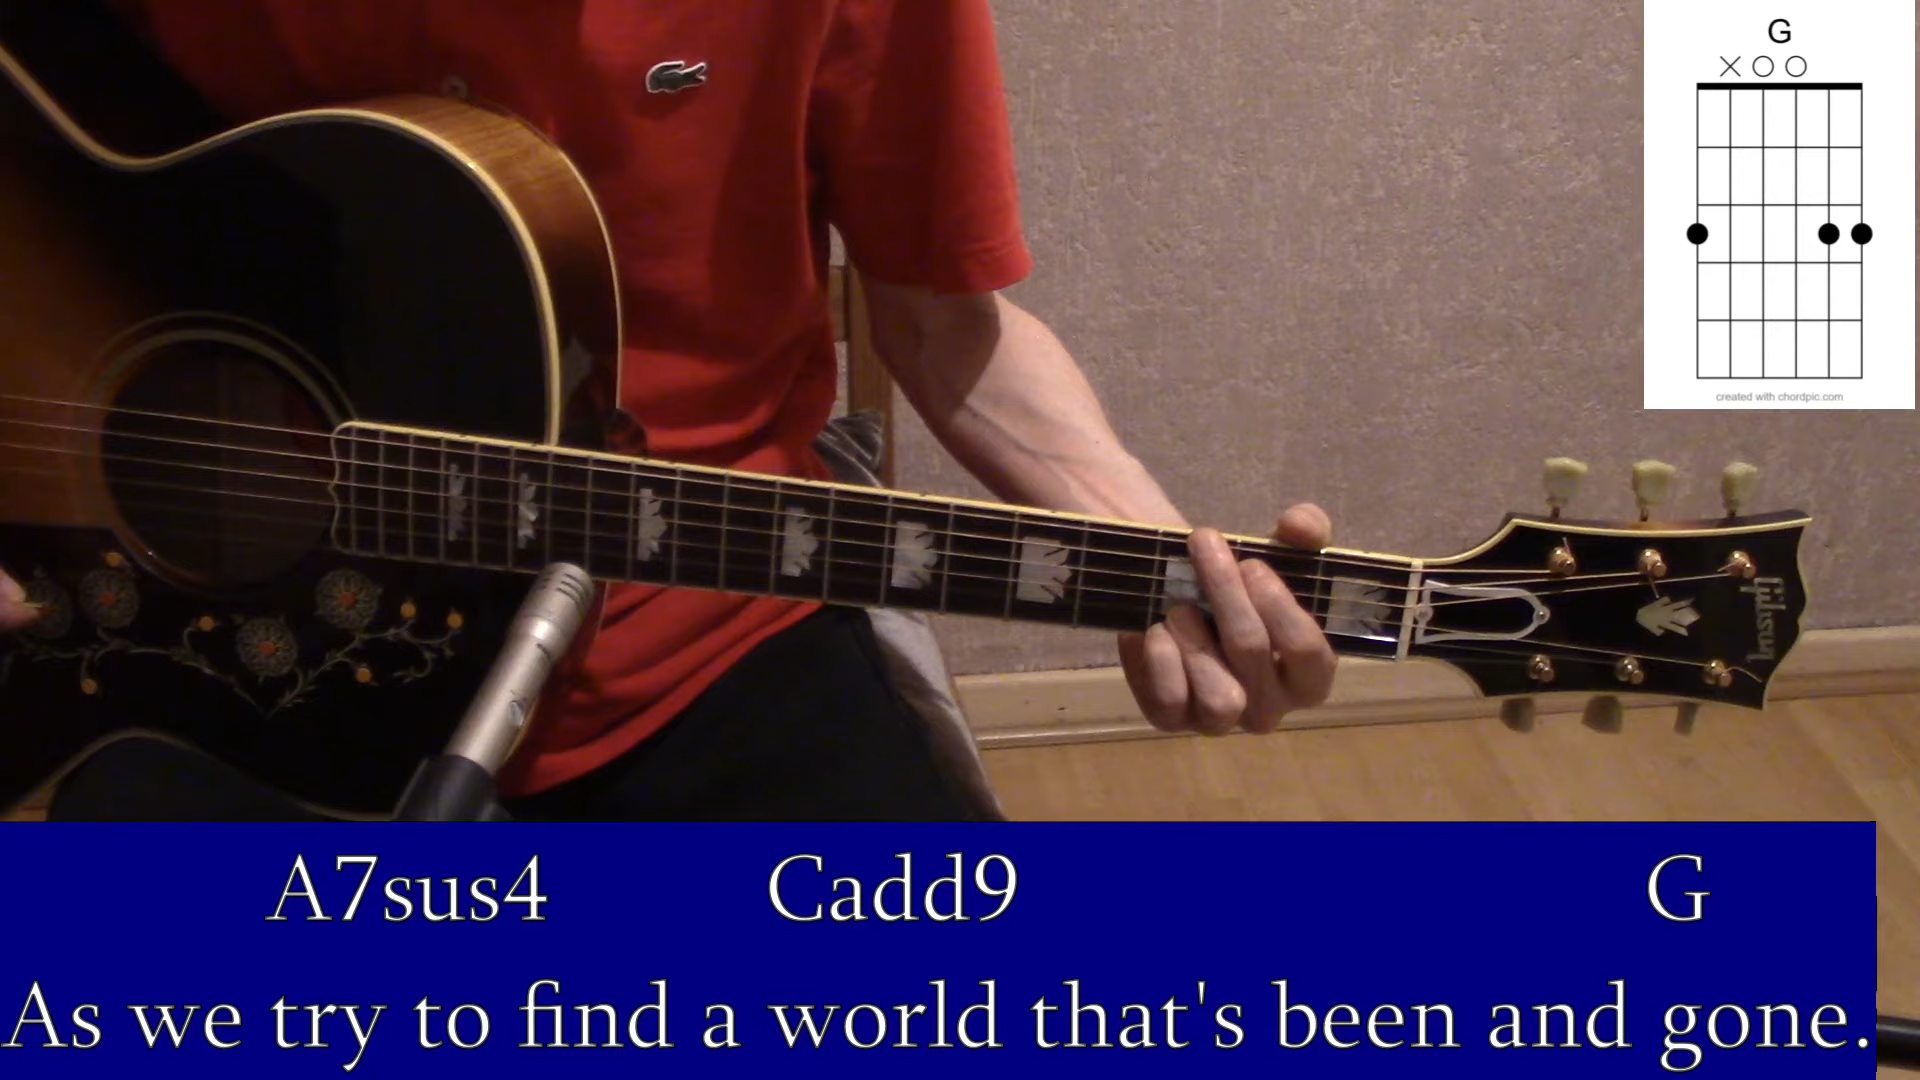 G
created with chordpic.com
Gibson
A7sus4 Cadd9 G
As we try to find a world that's been and gone.